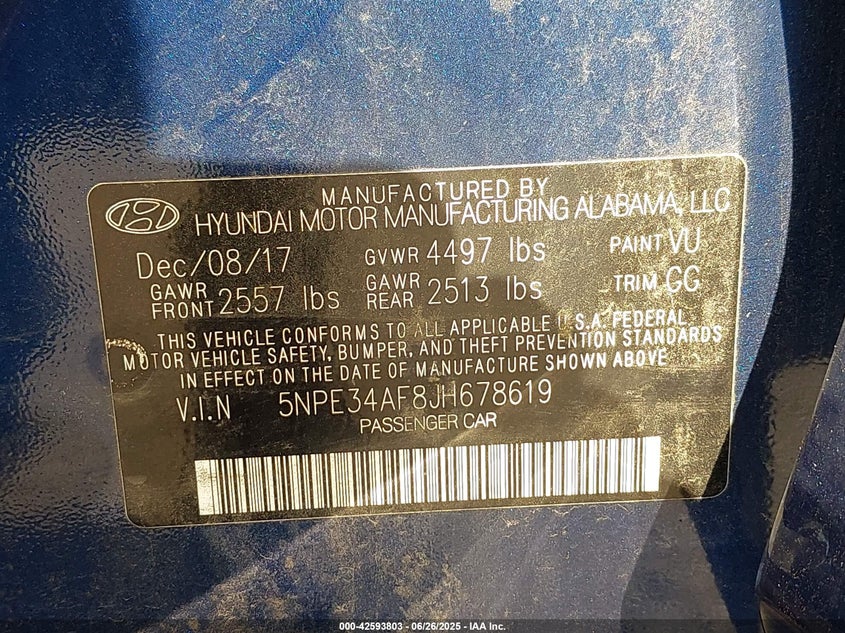 MANUFACTURED BY
HYUNDAI MOTOR MANUFACTURING ALABAMA, LLC
Dec/08/17 GVWR 4497 lbs PAINT VU
GAWR FRONT 2557 lbs GAWR REAR 2513 lbs TRIM GG
THIS VEHICLE CONFORMS TO ALL APPLICABLE U.S.A. FEDERAL
MOTOR VEHICLE SAFETY, BUMPER, AND THEFT PREVENTION STANDARDS
IN EFFECT ON THE DATE OF MANUFACTURE SHOWN ABOVE
V.I.N 5NPE34AF8JH678619
PASSENGER CAR
000-42593803 - 06/26/2025 - IAA Inc.